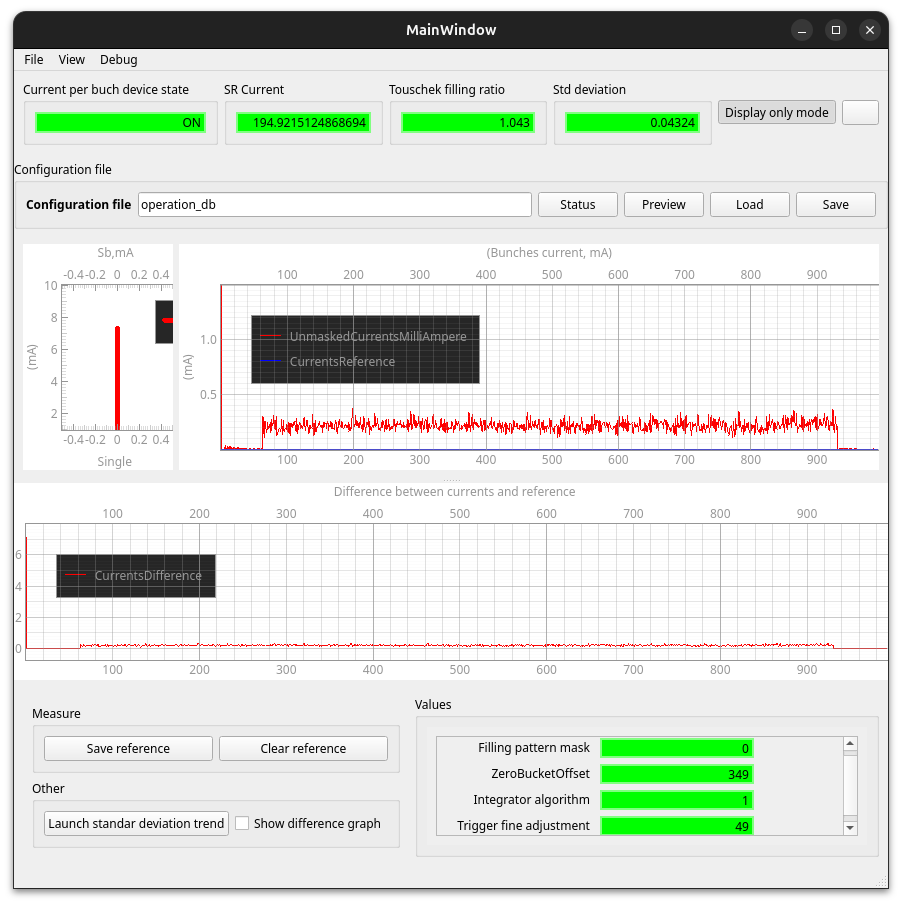 MainWindow
File View Debug
Current per buch device state SR Current Touschek filling ratio Std deviation
ON 194.9215124868694 1.043 0.04324 Display only mode
Configuration file
Configuration file operation_db Status Preview Load Save
Sb,mA
-0.4 -0.2 0 0.2 0.4
10
8
6
4
2
(mA)
-0.4 -0.2 0 0.2 0.4
Single
(Bunches current, mA)
100 200 300 400 500 600 700 800 900
1.0
0.5
(mA)
UnmaskedCurrentsMilliAmpere
CurrentsReference
100 200 300 400 500 600 700 800 900
Difference between currents and reference
100 200 300 400 500 600 700 800 900
6
4
2
0
CurrentsDifference
100 200 300 400 500 600 700 800 900
Measure
Save reference Clear reference
Other
Launch standar deviation trend Show difference graph
Values
Filling pattern mask 0
ZeroBucketOffset 349
Integrator algorithm 1
Trigger fine adjustment 49